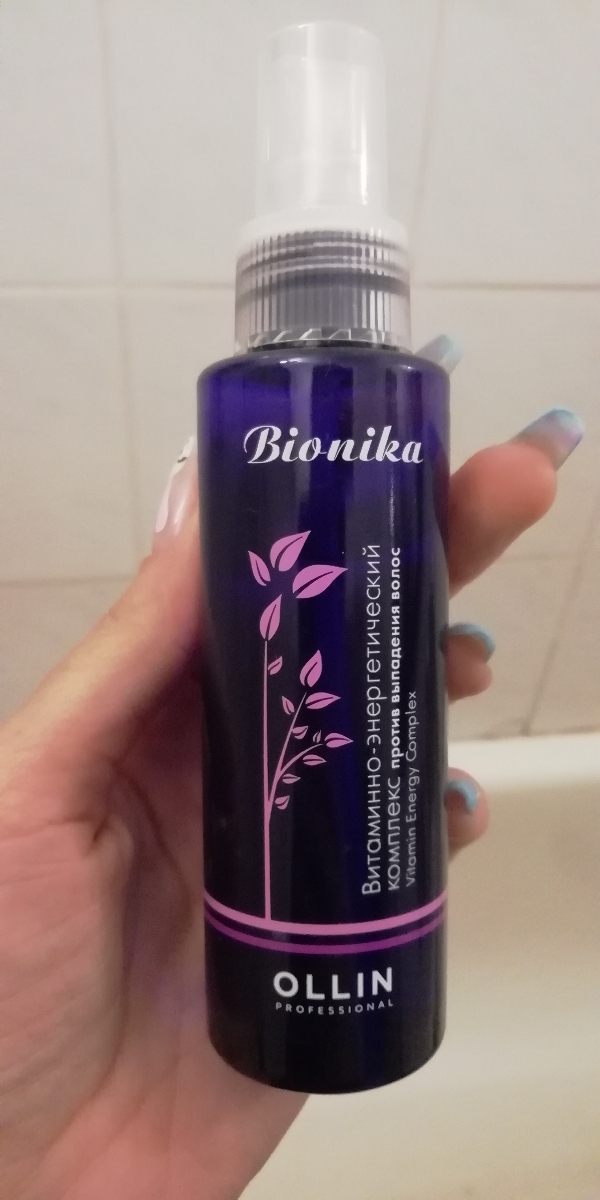 Bionika
Витаминно-энергетический
комплекс против выпадения волос
Vitamin Energy Complex
OLLIN
PROFESSIONAL